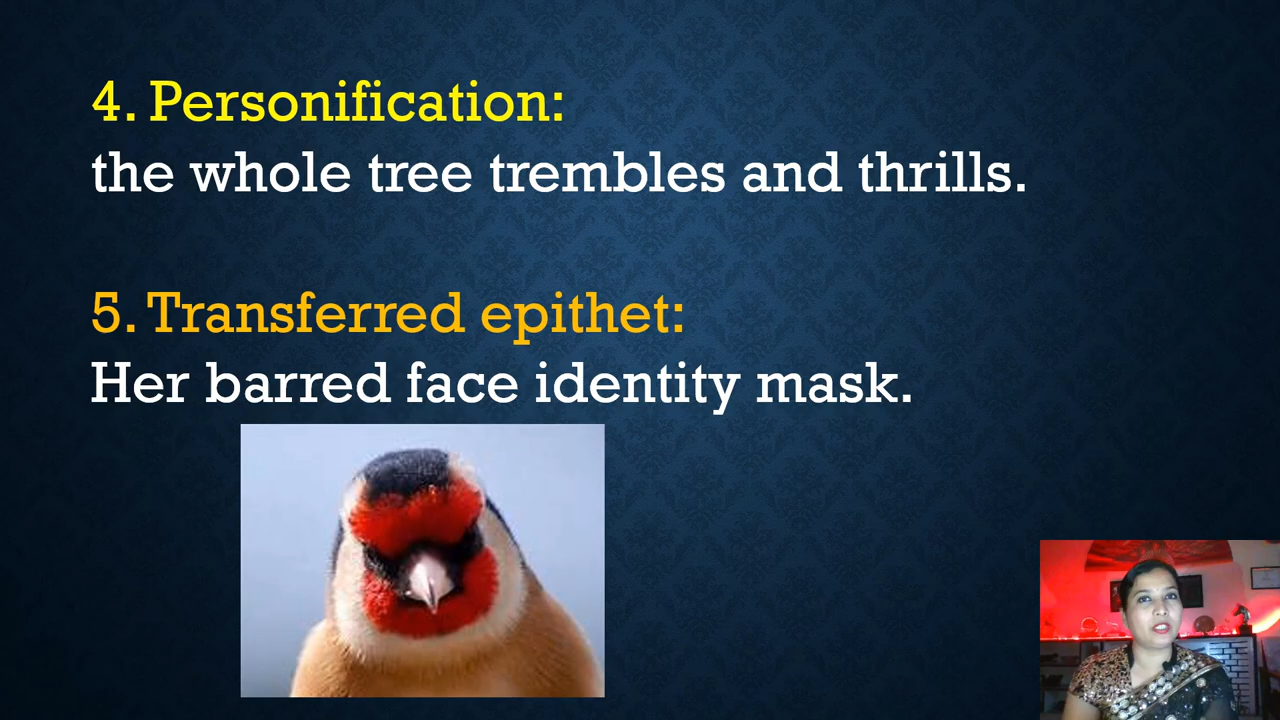 4. Personification:
the whole tree trembles and thrills.
5. Transferred epithet:
Her barred face identity mask.